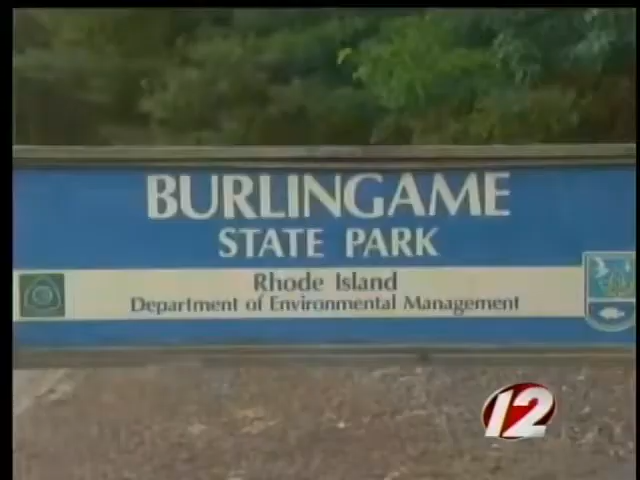 BURLINGAME
STATE PARK
Rhode Island
Department of Environmental Management
12